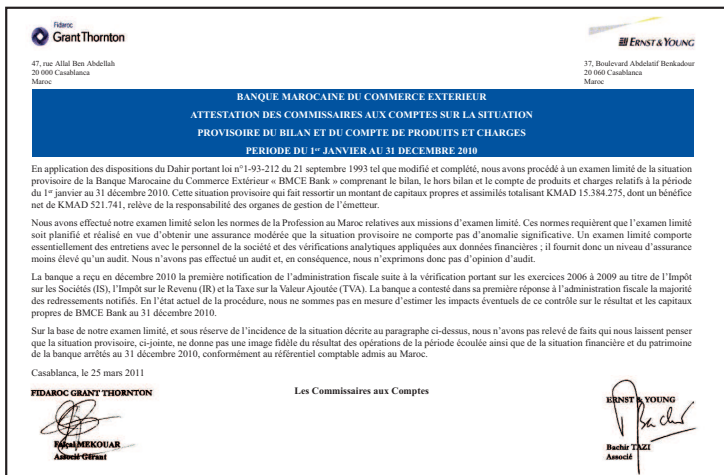 Fidaroc
Grant Thornton
ERNST & YOUNG
47, rue Allal Ben Abdellah
20 000 Casablanca
Maroc
37, Boulevard Abdelatif Benkadour
20 060 Casablanca
Maroc
BANQUE MAROCAINE DU COMMERCE EXTERIEUR
ATTESTATION DES COMMISSAIRES AUX COMPTES SUR LA SITUATION
PROVISOIRE DU BILAN ET DU COMPTE DE PRODUITS ET CHARGES
PERIODE DU 1er JANVIER AU 31 DECEMBRE 2010
En application des dispositions du Dahir portant loi n°1-93-212 du 21 septembre 1993 tel que modifié et complété, nous avons procédé à un examen limité de la situation
provisoire de la Banque Marocaine du Commerce Extérieur « BMCE Bank » comprenant le bilan, le hors bilan et le compte de produits et charges relatifs à la période
du 1er janvier au 31 décembre 2010. Cette situation provisoire qui fait ressortir un montant de capitaux propres et assimilés totalisant KMAD 15.384.275, dont un bénéfice
net de KMAD 521.741, relève de la responsabilité des organes de gestion de l'émetteur.
Nous avons effectué notre examen limité selon les normes de la Profession au Maroc relatives aux missions d'examen limité. Ces normes requièrent que l'examen limité
soit planifié et réalisé en vue d'obtenir une assurance modérée que la situation provisoire ne comporte pas d'anomalie significative. Un examen limité comporte
essentiellement des entretiens avec le personnel de la société et des vérifications analytiques appliquées aux données financières ; il fournit donc un niveau d'assurance
moins élevé qu'un audit. Nous n'avons pas effectué un audit et, en conséquence, nous n'exprimons donc pas d'opinion d'audit.
La banque a reçu en décembre 2010 la première notification de l'administration fiscale suite à la vérification portant sur les exercices 2006 à 2009 au titre de l'Impôt
sur les Sociétés (IS), l'Impôt sur le Revenu (IR) et la Taxe sur la Valeur Ajoutée (TVA). La banque a contesté dans sa première réponse à l'administration fiscale la majorité
des redressements notifiés. En l'état actuel de la procédure, nous ne sommes pas en mesure d'estimer les impacts éventuels de ce contrôle sur le résultat et les capitaux
propres de BMCE Bank au 31 décembre 2010.
Sur la base de notre examen limité, et sous réserve de l'incidence de la situation décrite au paragraphe ci-dessus, nous n'avons pas relevé de faits qui nous laissent penser
que la situation provisoire, ci-jointe, ne donne pas une image fidèle du résultat des opérations de la période écoulée ainsi que de la situation financière et du patrimoine
de la banque arrêtés au 31 décembre 2010, conformément au référentiel comptable admis au Maroc.
Casablanca, le 25 mars 2011
FIDAROC GRANT THORNTON
Les Commissaires aux Comptes
ERNST & YOUNG
Faïçal MEKOUAR
Associé Gérant
Bachir TAZI
Associé